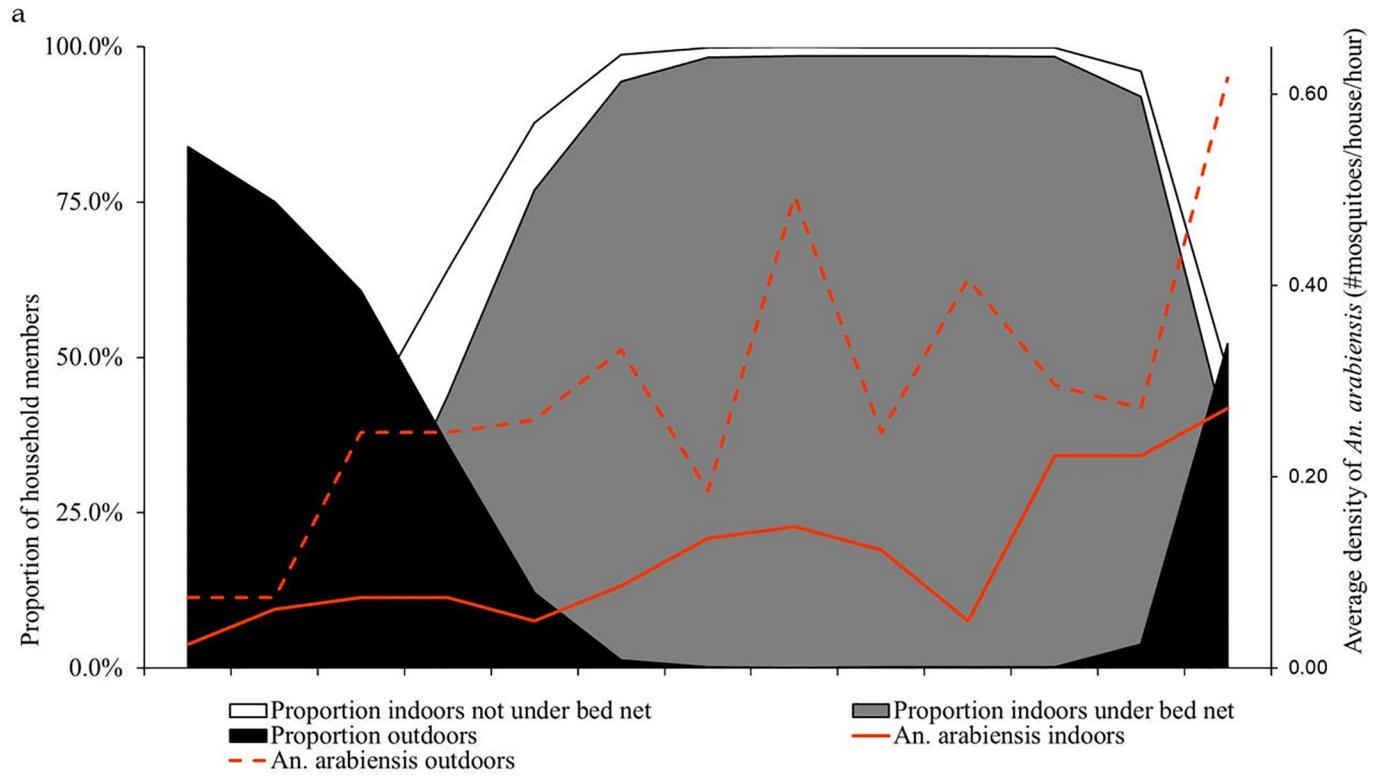 a
100.0%
75.0%
50.0%
25.0%
0.0%
Proportion of household members
0.60
0.40
0.20
0.00
Average density of An. arabiensis (#mosquitoes/house/hour)
Proportion indoors not under bed net
Proportion indoors under bed net
Proportion outdoors
An. arabiensis indoors
An. arabiensis outdoors